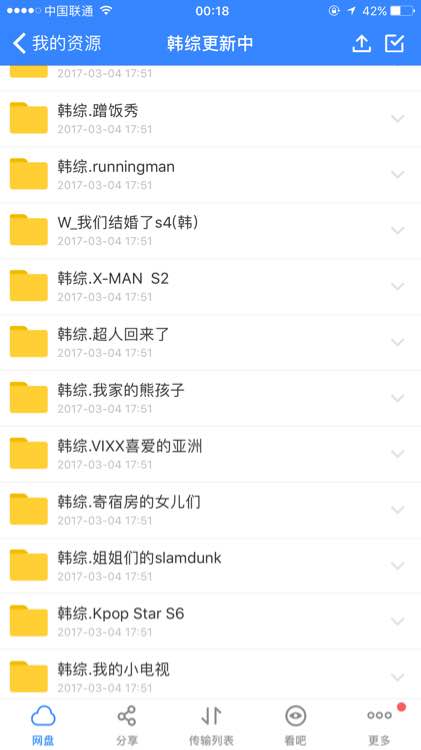 中国联通 00:18 42%
我的资源 韩综更新中
2017-03-04 17:51
韩综.蹭饭秀
2017-03-04 17:51
韩综.runningman
2017-03-04 17:51
W_我们结婚了s4(韩)
2017-03-04 17:51
韩综.X-MAN S2
2017-03-04 17:51
韩综.超人回来了
2017-03-04 17:51
韩综.我家的熊孩子
2017-03-04 17:51
韩综.VIXX喜爱的亚洲
2017-03-04 17:51
韩综.寄宿房的女儿们
2017-03-04 17:51
韩综.姐姐们的slamdunk
2017-03-04 17:51
韩综.Kpop Star S6
2017-03-04 17:51
韩综.我的小电视
2017-03-04 17:51
网盘 分享 传输列表 看吧 更多